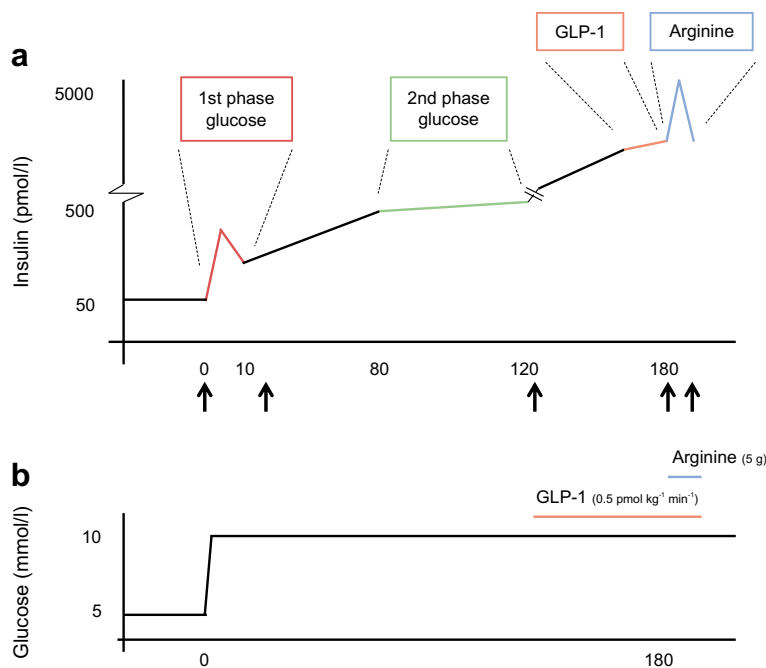 a
GLP-1
Arginine
1st phase
glucose
2nd phase
glucose
Insulin (pmol/l)
5000
500
50
0 10 80 120 180
b
Arginine (5 g)
GLP-1 (0.5 pmol kg⁻¹ min⁻¹)
Glucose (mmol/l)
10
5
0 180